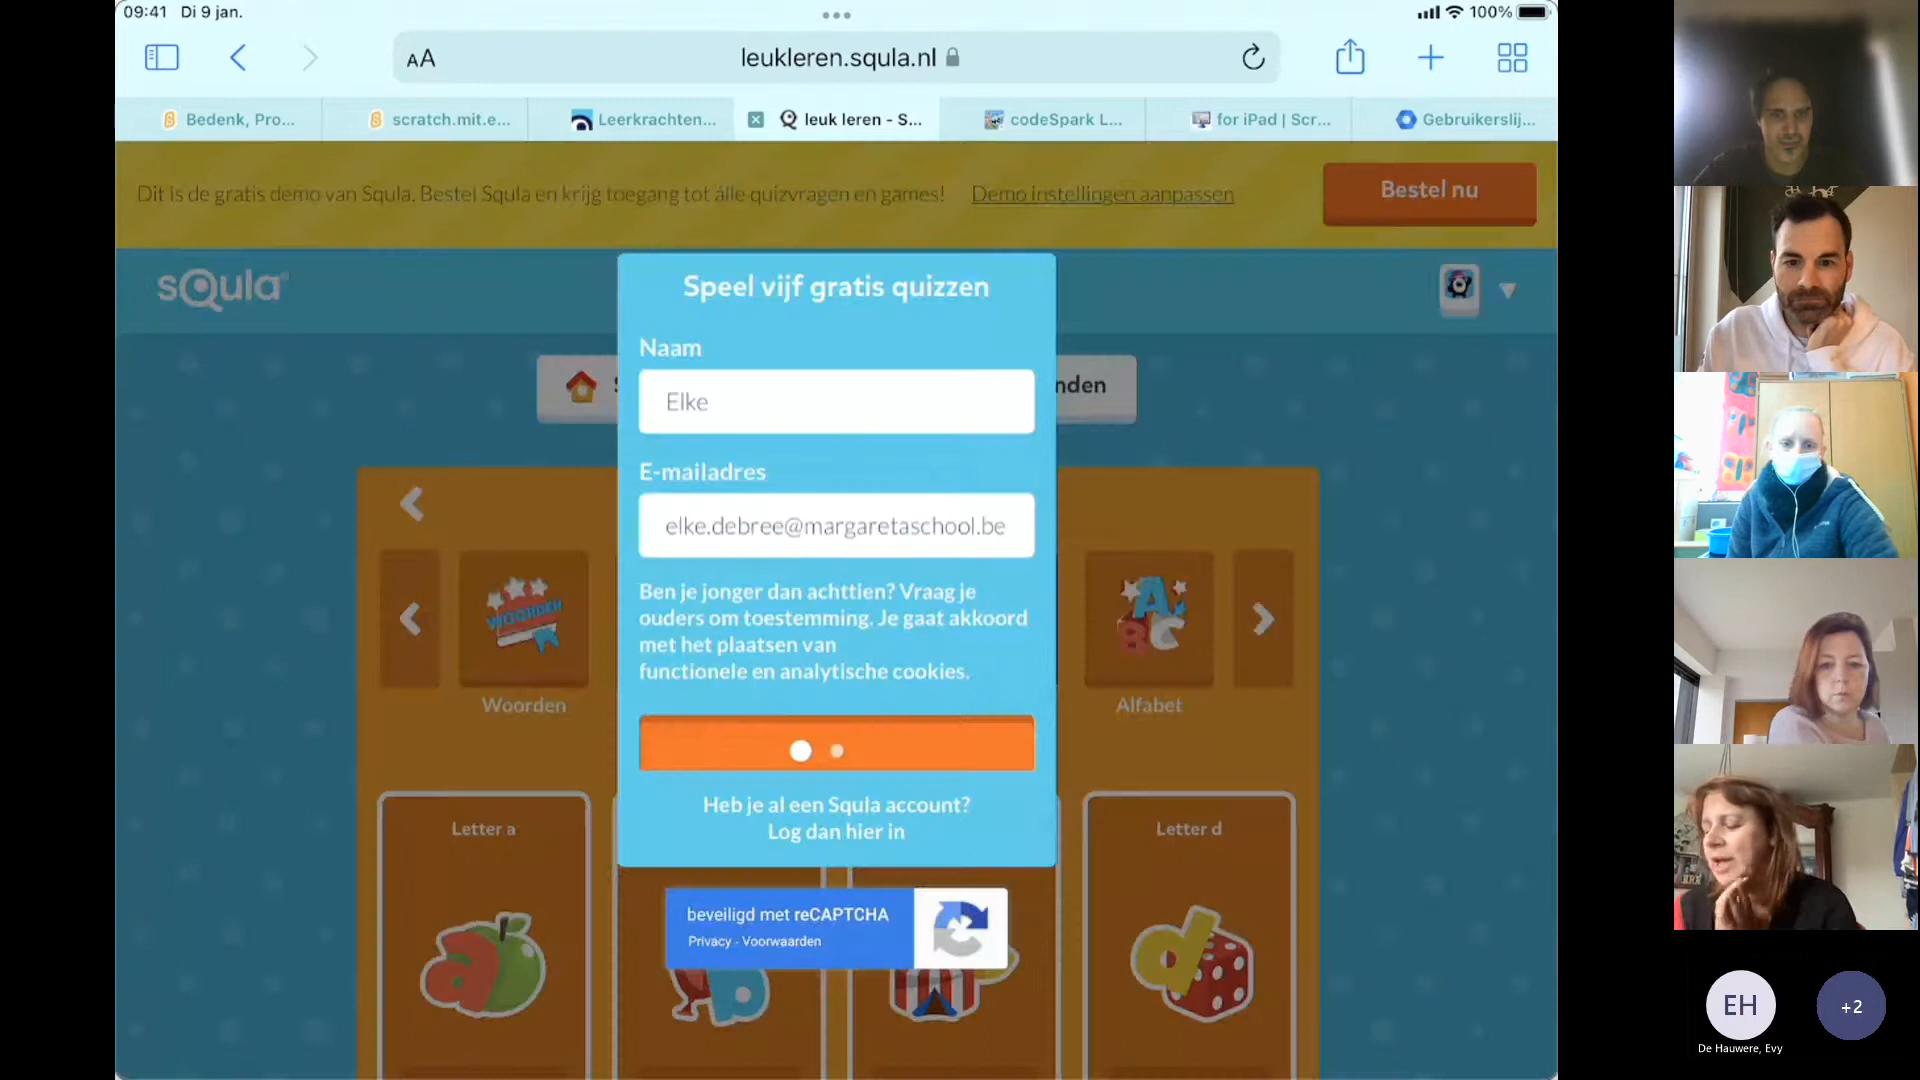 09:41 Di 9 jan.
100%
AA
leukleren.squla.nl
Bedenk, Pro...
scratch.mit.e...
Leerkrachten...
leuk leren - S...
codeSpark L...
for iPad | Scr...
Gebruikerslij...
Dit is de gratis demo van Squla. Bestel Squla en krijg toegang tot álle quizvragen en games!
Demo instellingen aanpassen
Bestel nu
sQula
Speel vijf gratis quizzen
Naam
Elke
nden
E-mailadres
elke.debree@margaretaschool.be
Ben je jonger dan achttien? Vraag je
ouders om toestemming. Je gaat akkoord
met het plaatsen van
functionele en analytische cookies.
WOORDEN
Woorden
ABC
Alfabet
Heb je al een Squla account?
Log dan hier in
Letter a
Letter d
beveiligd met reCAPTCHA
Privacy - Voorwaarden
a
p
d
EH
+2
De Hauwere, Evy